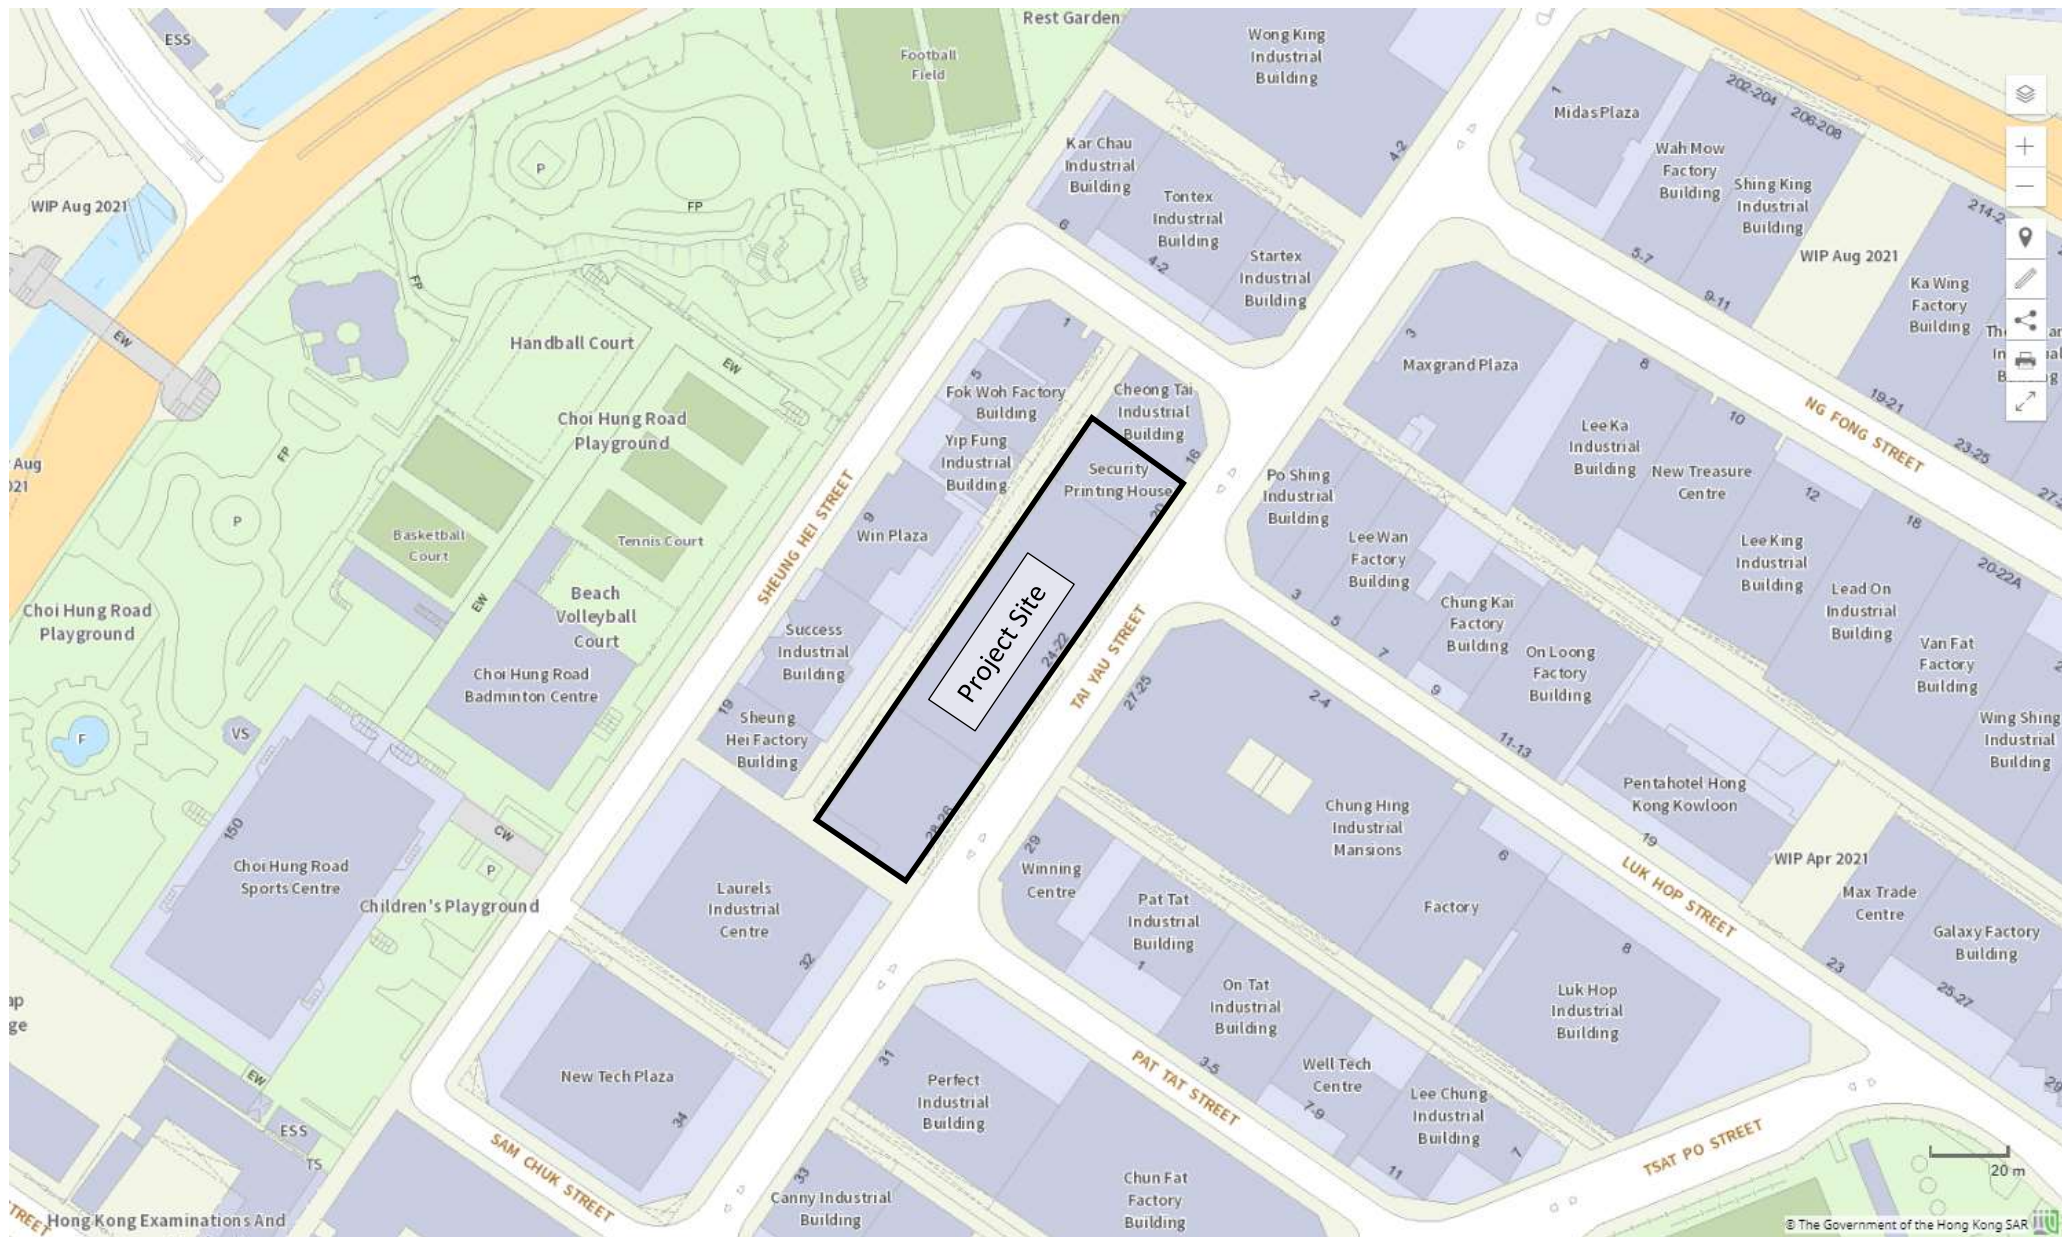 ESS
Rest Garden
Football
Field
Wong King
Industrial
Building
4-2
1
Midas Plaza
202-204
206-208
Kar Chau
Industrial
Building
6
Wah Mow
Factory
Building
Shing King
Industrial
Building
WIP Aug 2021
P
FP
FP
Tontex
Industrial
Building
4-2
Startex
Industrial
Building
5-7
9-11
WIP Aug 2021
Ka Wing
Factory
Building
19-21
23-25
EW
Handball Court
EW
1
5
Fok Woh Factory
Building
Cheong Tai
Industrial
Building
16
3
Maxgrand Plaza
8
10
NG FONG STREET
Choi Hung Road
Playground
Yip Fung
Industrial
Building
Security
Printing House
Po Shing
Industrial
Building
Lee Ka
Industrial
Building
New Treasure
Centre
12
18
20-22A
FP
P
Basketball
Court
Tennis Court
SHEUNG HEI STREET
9
Win Plaza
Lee Wan
Factory
Building
Lee King
Industrial
Building
Lead On
Industrial
Building
Choi Hung Road
Playground
EW
Beach
Volleyball
Court
Success
Industrial
Building
Project Site
24-22
TAI YAU STREET
3
5
7
9
11-13
Chung Kai
Factory
Building
On Loong
Factory
Building
Van Fat
Factory
Building
Choi Hung Road
Badminton Centre
19
Sheung
Hei Factory
Building
27-25
2-4
Wing Shing
Industrial
Building
F
VS
28-26
Pentahotel Hong
Kong Kowloon
19
150
Choi Hung Road
Sports Centre
CW
P
Children's Playground
Laurels
Industrial
Centre
32
29
Winning
Centre
Chung Hing
Industrial
Mansions
6
LUK HOP STREET
WIP Apr 2021
Max Trade
Centre
23
Galaxy Factory
Building
25-27
Pat Tat
Industrial
Building
1
Factory
8
On Tat
Industrial
Building
3-5
Luk Hop
Industrial
Building
New Tech Plaza
34
31
Perfect
Industrial
Building
PAT TAT STREET
Well Tech
Centre
7-9
Lee Chung
Industrial
Building
11
7
29
EW
ESS
TS
SAM CHUK STREET
TSAT PO STREET
20 m
33
Canny Industrial
Building
Chun Fat
Factory
Building
Hong Kong Examinations And
© The Government of the Hong Kong SAR